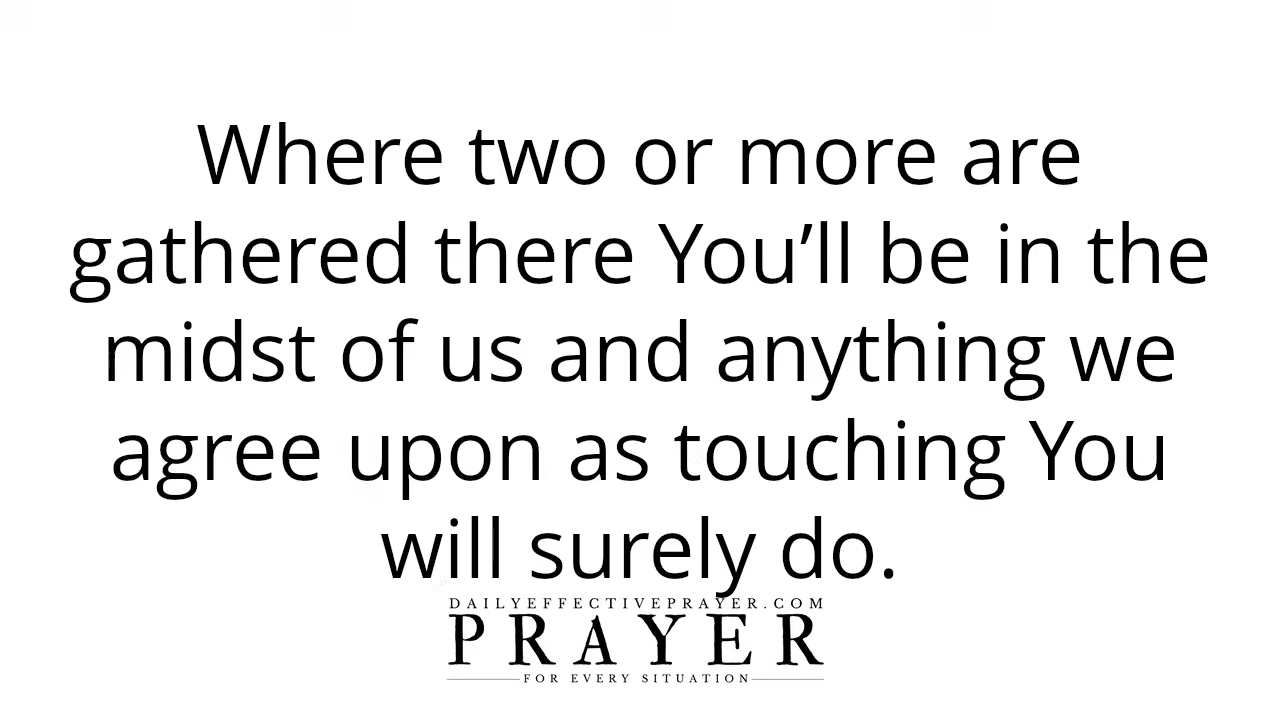 Where two or more are
gathered there You’ll be in the
midst of us and anything we
agree upon as touching You
will surely do.
DAILYEFFECTIVEPRAYER.COM
PRAYER
FOR EVERY SITUATION